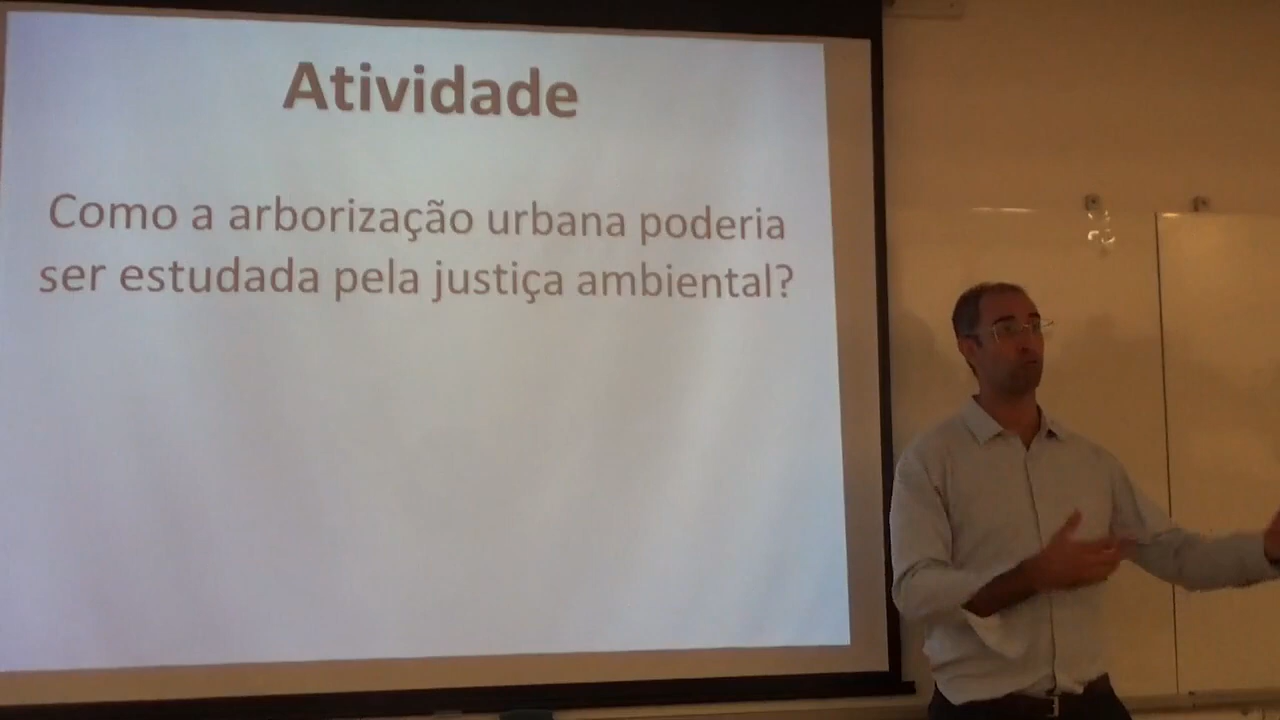 Atividade
Como a arborização urbana poderia
ser estudada pela justiça ambiental?